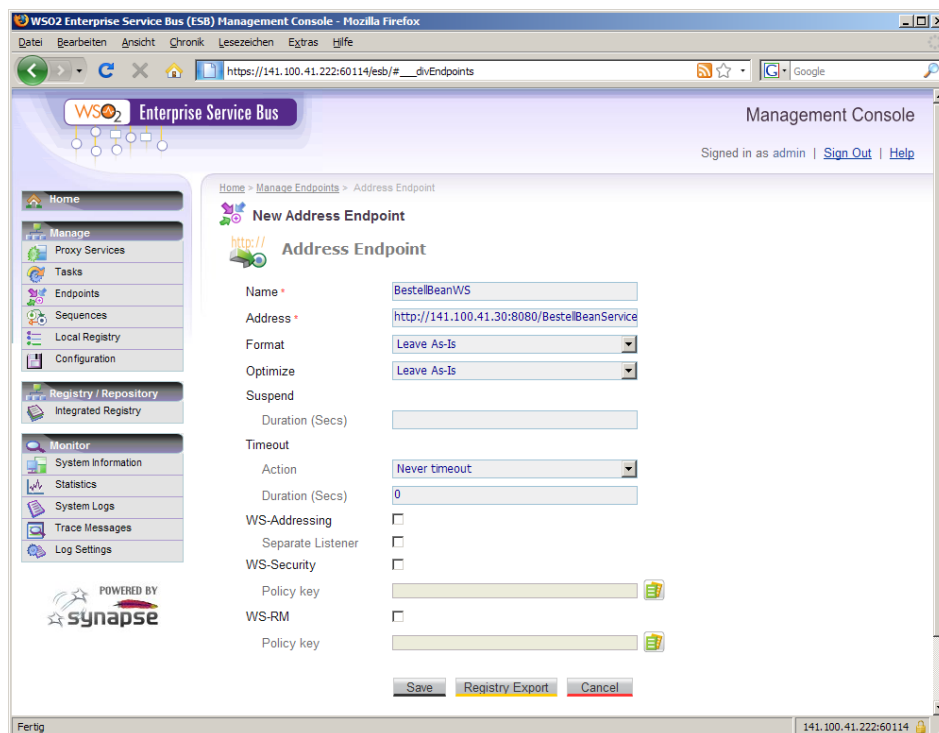 WSO2 Enterprise Service Bus (ESB) Management Console - Mozilla Firefox
Datei Bearbeiten Ansicht Chronik Lesezeichen Extras Hilfe
https://141.100.41.222:60114/esb/#___divEndpoints
G Google
WSO2 Enterprise Service Bus
Management Console
Signed in as admin | Sign Out | Help
Home > Manage Endpoints > Address Endpoint
Home
Manage
Proxy Services
Tasks
Endpoints
Sequences
Local Registry
Configuration
Registry / Repository
Integrated Registry
Monitor
System Information
Statistics
System Logs
Trace Messages
Log Settings
POWERED BY
synapse
New Address Endpoint
http://
Address Endpoint
Name * BestellBeanWS
Address * http://141.100.41.30:8080/BestellBeanService
Format Leave As-Is
Optimize Leave As-Is
Suspend
Duration (Secs)
Timeout
Action Never timeout
Duration (Secs) 0
WS-Addressing
Separate Listener
WS-Security
Policy key
WS-RM
Policy key
Save Registry Export Cancel
Fertig 141.100.41.222:60114